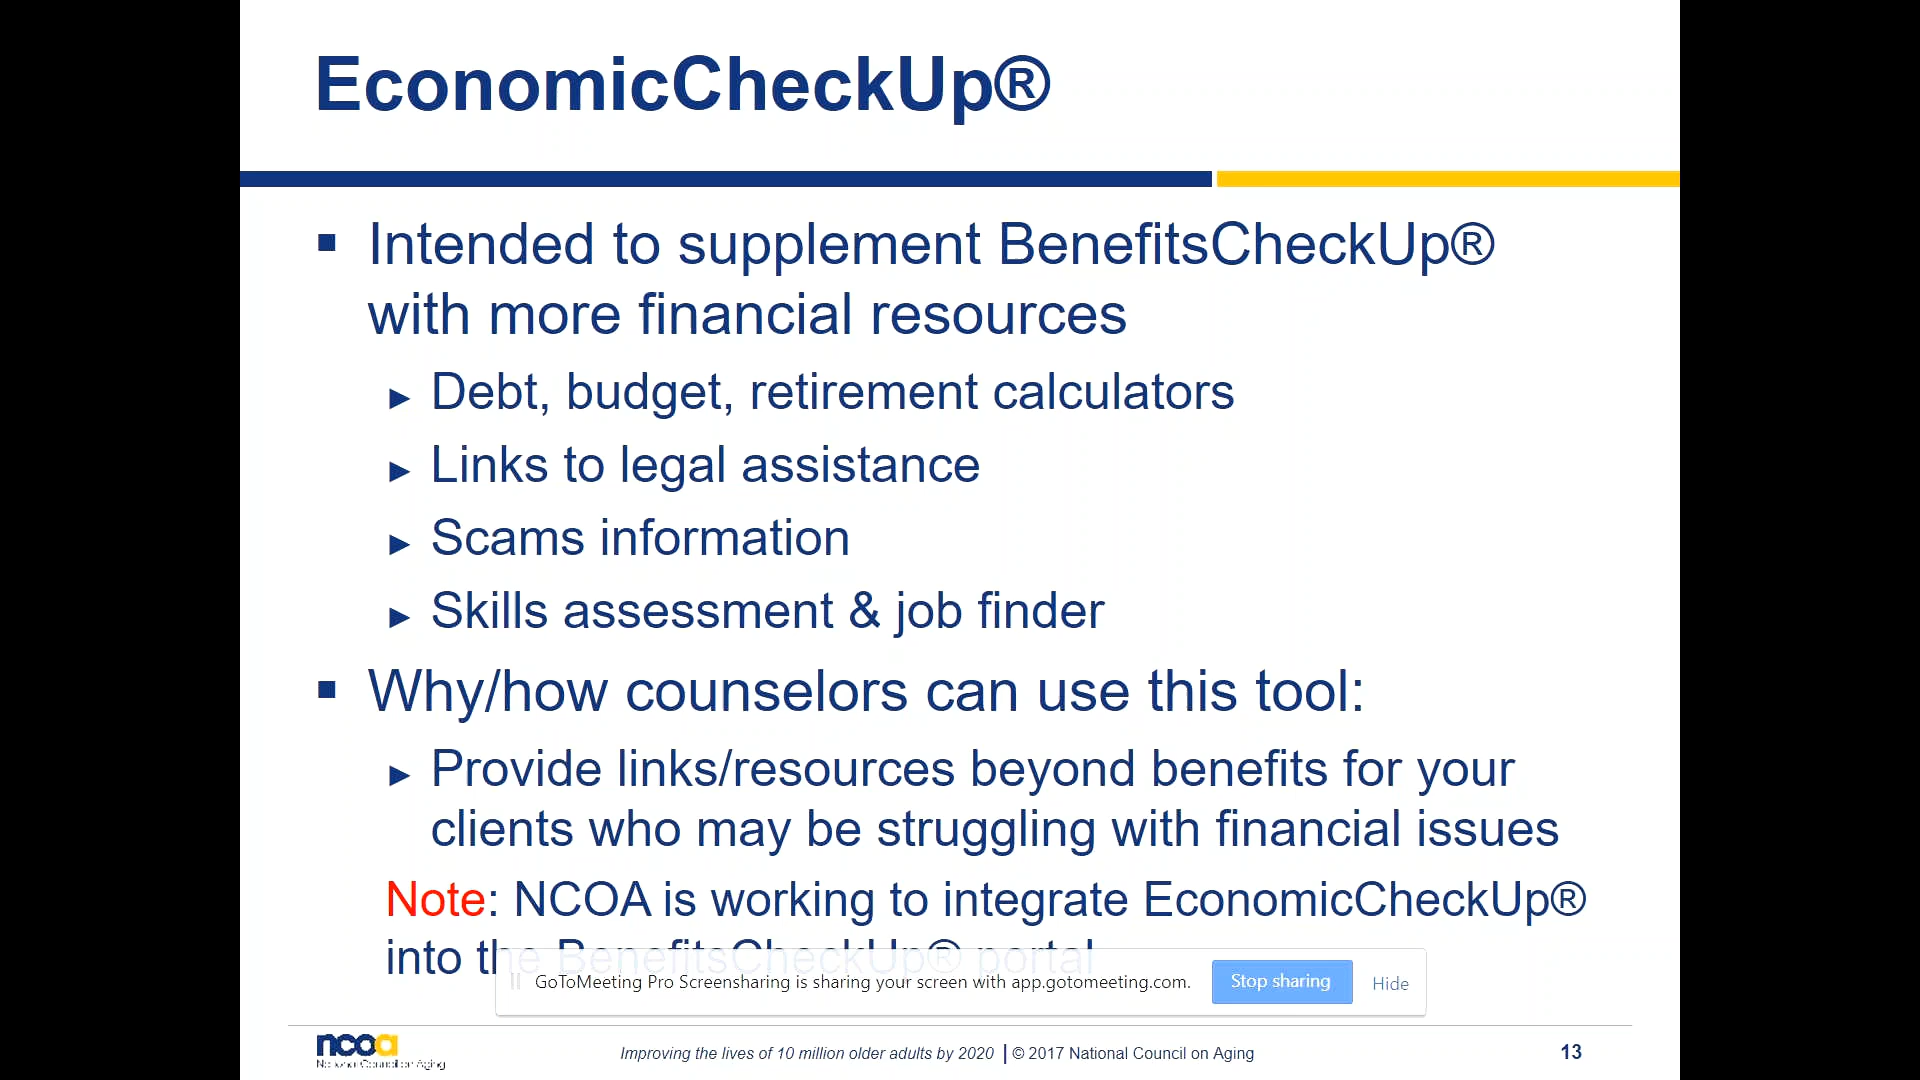 EconomicCheckUp®
Intended to supplement BenefitsCheckUp®
with more financial resources
Debt, budget, retirement calculators
Links to legal assistance
Scams information
Skills assessment & job finder
Why/how counselors can use this tool:
Provide links/resources beyond benefits for your
clients who may be struggling with financial issues
Note: NCOA is working to integrate EconomicCheckUp®
into the BenefitsCheckUp® portal
GoToMeeting Pro Screensharing is sharing your screen with app.gotomeeting.com.
Stop sharing
Hide
ncoa
National Council on Aging
Improving the lives of 10 million older adults by 2020 | © 2017 National Council on Aging
13